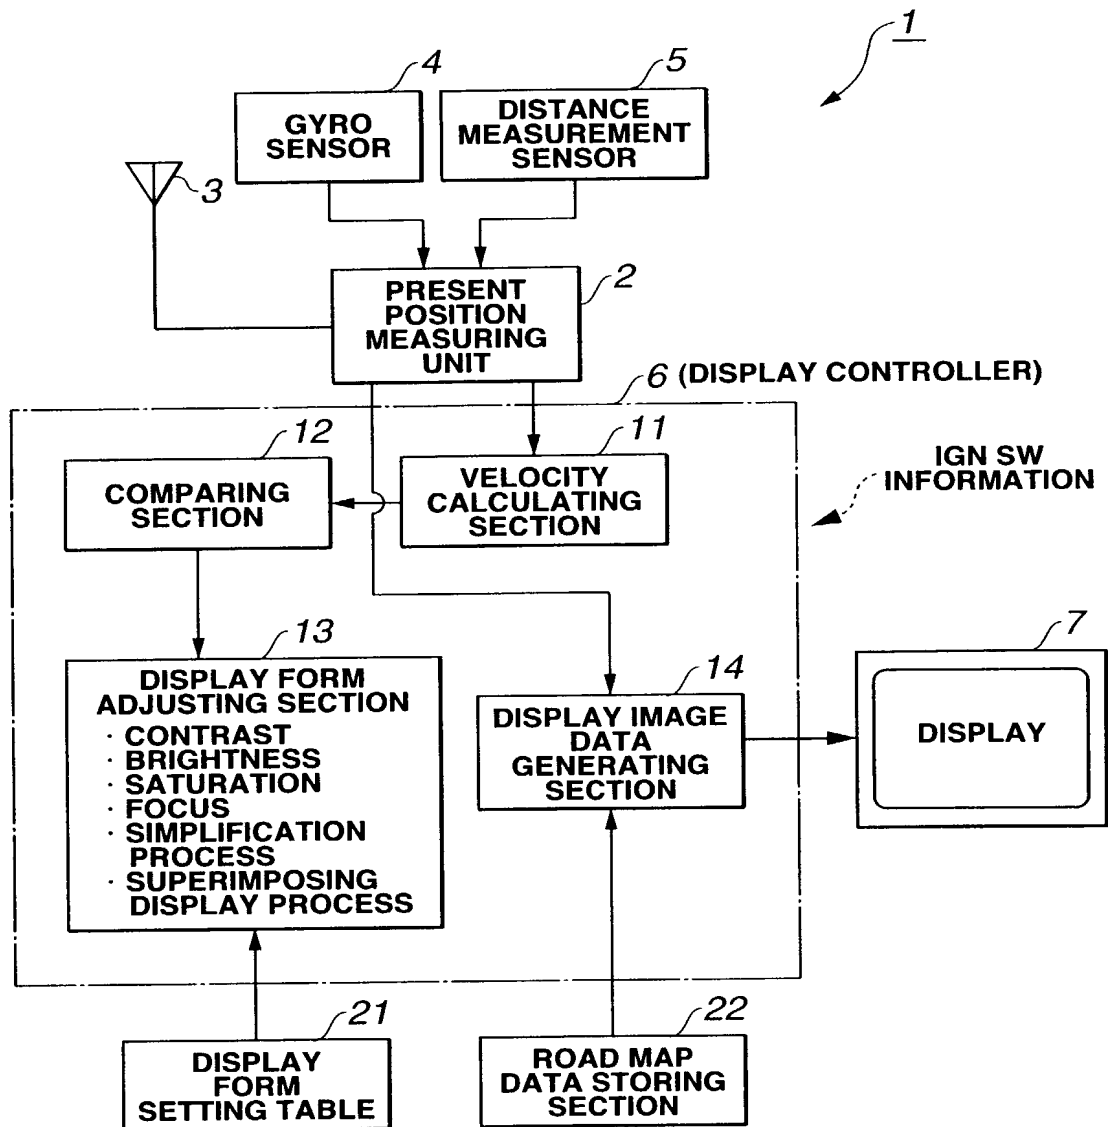 1
4
5
GYRO
SENSOR
DISTANCE
MEASUREMENT
SENSOR
3
2
PRESENT
POSITION
MEASURING
UNIT
6 (DISPLAY CONTROLLER)
12
11
IGN SW
INFORMATION
COMPARING
SECTION
VELOCITY
CALCULATING
SECTION
13
DISPLAY FORM
ADJUSTING SECTION
· CONTRAST
· BRIGHTNESS
· SATURATION
· FOCUS
· SIMPLIFICATION
PROCESS
· SUPERIMPOSING
DISPLAY PROCESS
14
DISPLAY IMAGE
DATA
GENERATING
SECTION
7
DISPLAY
21
DISPLAY
FORM
SETTING TABLE
22
ROAD MAP
DATA STORING
SECTION